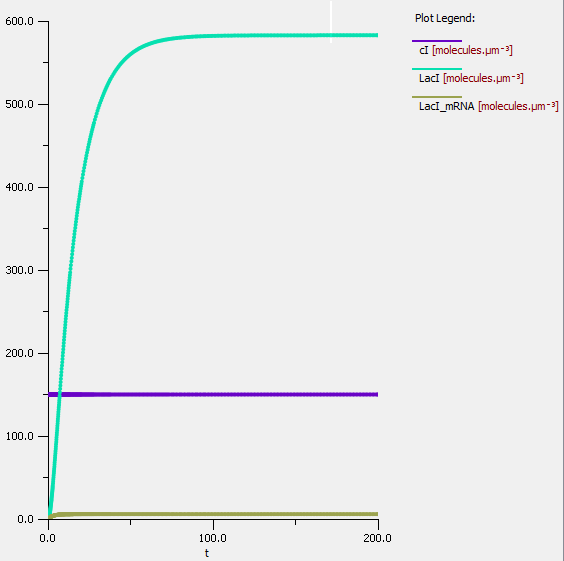 Plot Legend:
cI [molecules.µm⁻³]
LacI [molecules.µm⁻³]
LacI_mRNA [molecules.µm⁻³]
600.0
500.0
400.0
300.0
200.0
100.0
0.0
0.0 100.0 200.0
t